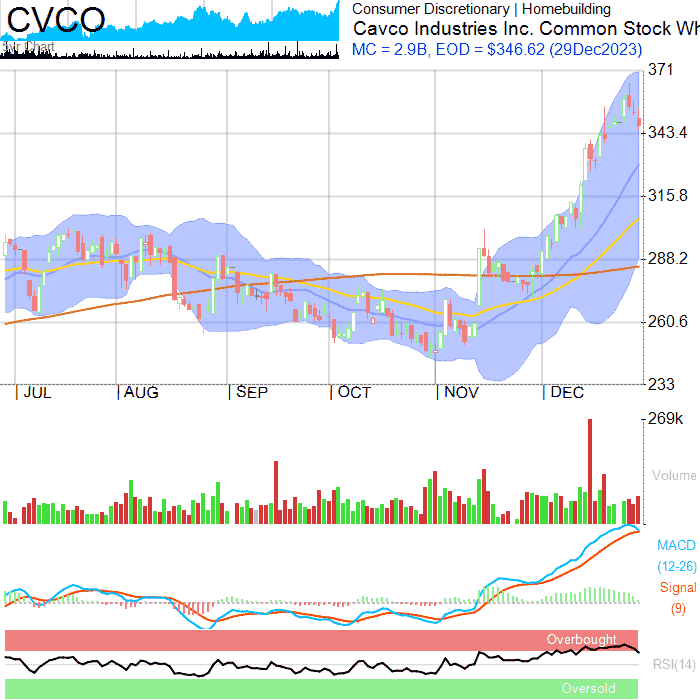 CVCO
3yr Chart
Consumer Discretionary | Homebuilding
Cavco Industries Inc. Common Stock Wh
MC = 2.9B, EOD = $346.62 (29Dec2023)
371
343.4
315.8
288.2
260.6
233
JUL AUG SEP OCT NOV DEC
269k
Volume
MACD
(12-26)
Signal
(9)
Overbought
RSI(14)
Oversold